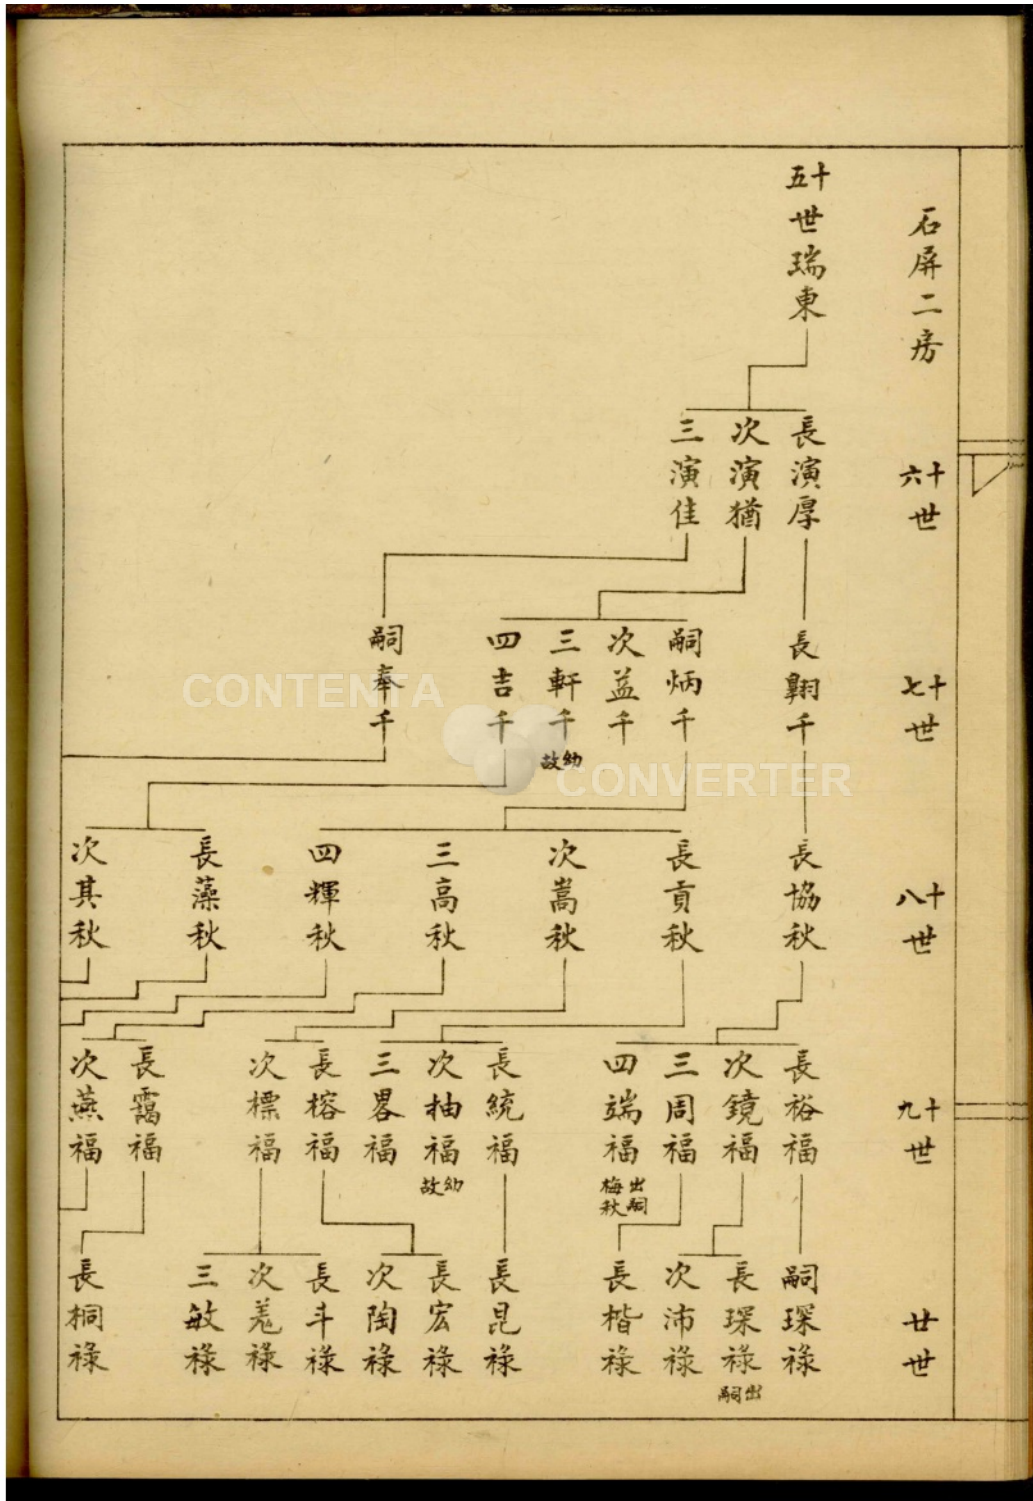 石屏二房
十六世
十七世
十八世
十九世
廿世
十五世瑞東
長演厚
次演猶
三演佳
長翺千
嗣炳千
次益千
三軒千 幼故
四吉千
嗣奉千
長協秋
長貢秋
次嵩秋
三高秋
四輝秋
長藻秋
次其秋
長裕福
次鏡福
三周福
四端福 出嗣梅秋
長統福
次柚福 幼故
三畧福
長榕福
次標福
長靄福
次燕福
嗣琛祿
長琛祿 出嗣
次沛祿
長楷祿
長昆祿
長宏祿
次陶祿
長斗祿
次羗祿
三敏祿
長桐祿
CONTENTA
CONVERTER